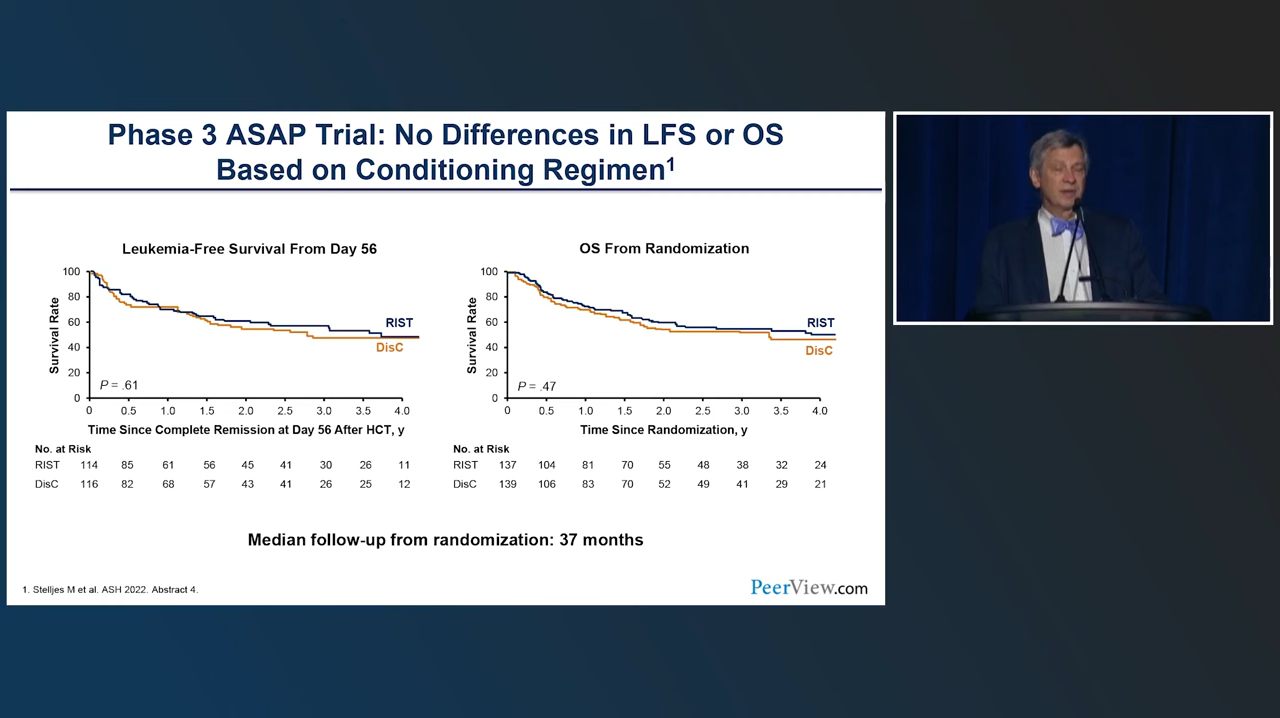 Phase 3 ASAP Trial: No Differences in LFS or OS
Based on Conditioning Regimen1
Leukemia-Free Survival From Day 56
Survival Rate
100
80
60
40
20
0
RIST
DisC
P = .61
0 0.5 1.0 1.5 2.0 2.5 3.0 3.5 4.0
Time Since Complete Remission at Day 56 After HCT, y
No. at Risk
RIST 114 85 61 56 45 41 30 26 11
DisC 116 82 68 57 43 41 26 25 12
OS From Randomization
Survival Rate
100
80
60
40
20
0
RIST
DisC
P = .47
0 0.5 1.0 1.5 2.0 2.5 3.0 3.5 4.0
Time Since Randomization, y
No. at Risk
RIST 137 104 81 70 55 48 38 32 24
DisC 139 106 83 70 52 49 41 29 21
Median follow-up from randomization: 37 months
1. Stelljes M et al. ASH 2022. Abstract 4.
PeerView.com